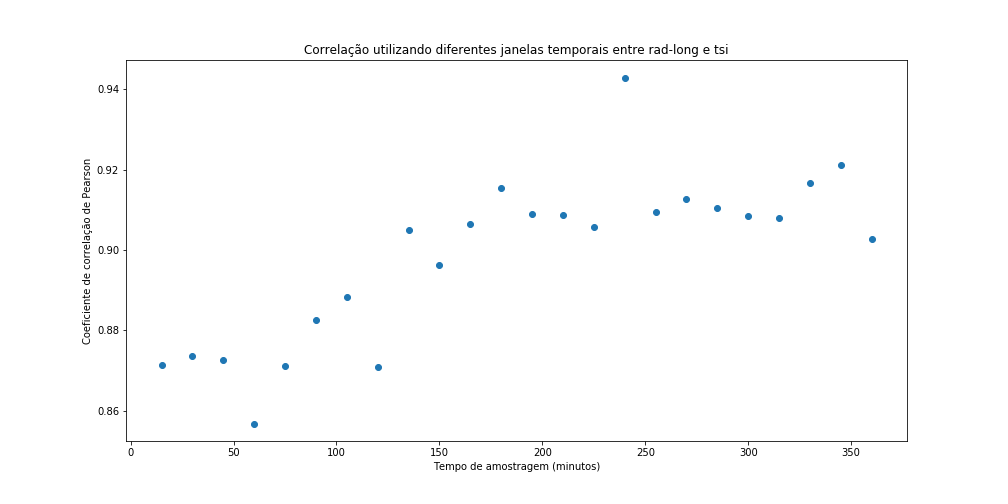 Correlação utilizando diferentes janelas temporais entre rad-long e tsi
Coeficiente de correlação de Pearson
0.94
0.92
0.90
0.88
0.86
0 50 100 150 200 250 300 350
Tempo de amostragem (minutos)